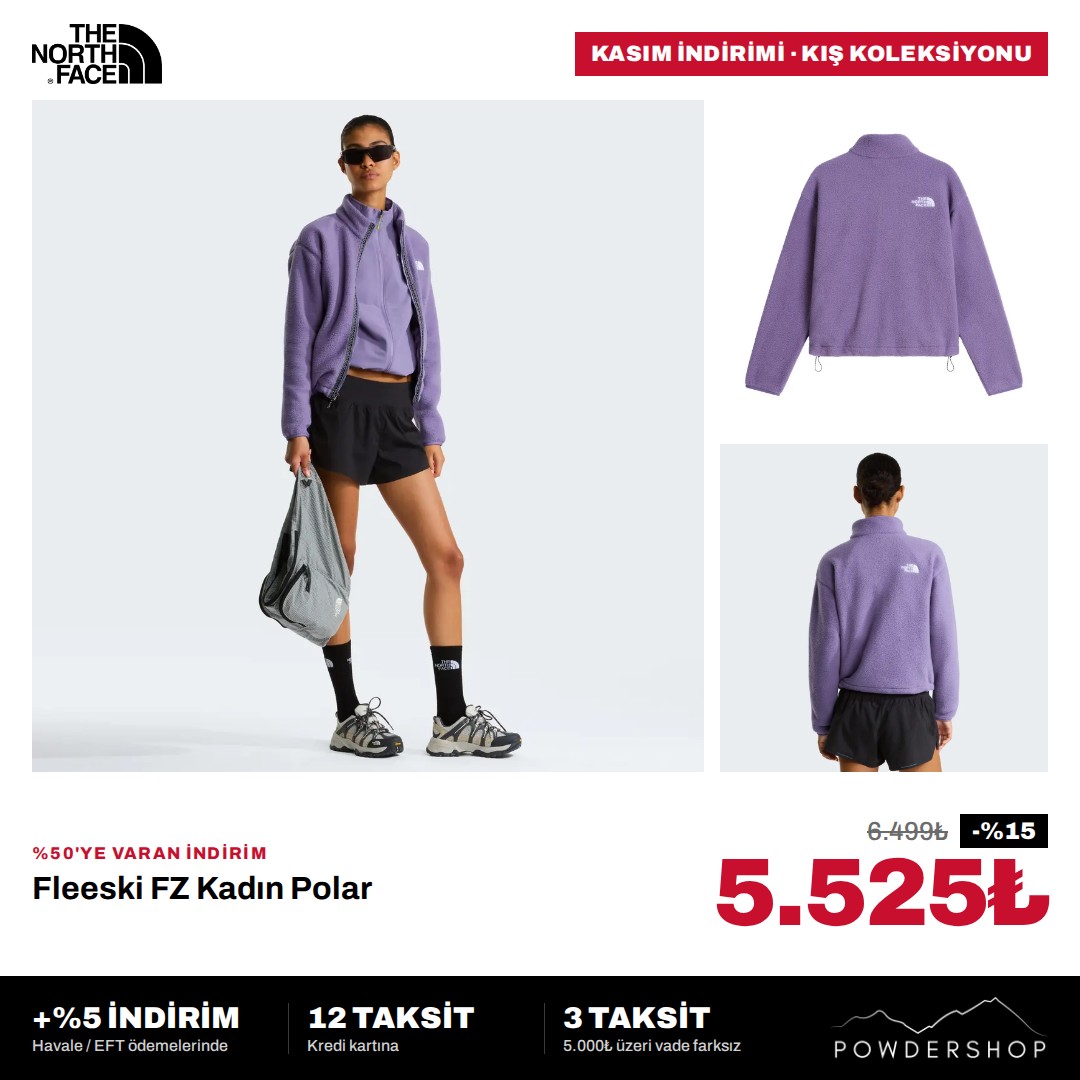 THE
NORTH
FACE
KASIM İNDİRİMİ · KIŞ KOLEKSİYONU
%50'YE VARAN İNDİRİM
Fleeski FZ Kadın Polar
6.499₺
-%15
5.525₺
+%5 İNDİRİM
Havale / EFT ödemelerinde
12 TAKSİT
Kredi kartına
3 TAKSİT
5.000₺ üzeri vade farksız
POWDERSHOP